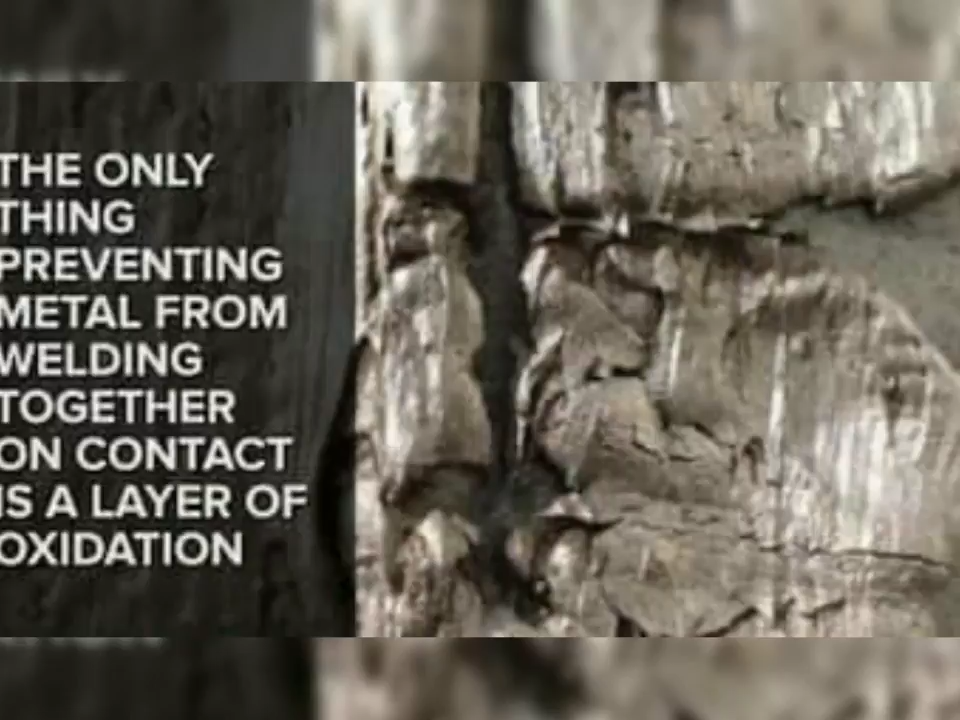 THE ONLY
THING
PREVENTING
METAL FROM
WELDING
TOGETHER
ON CONTACT
IS A LAYER OF
OXIDATION